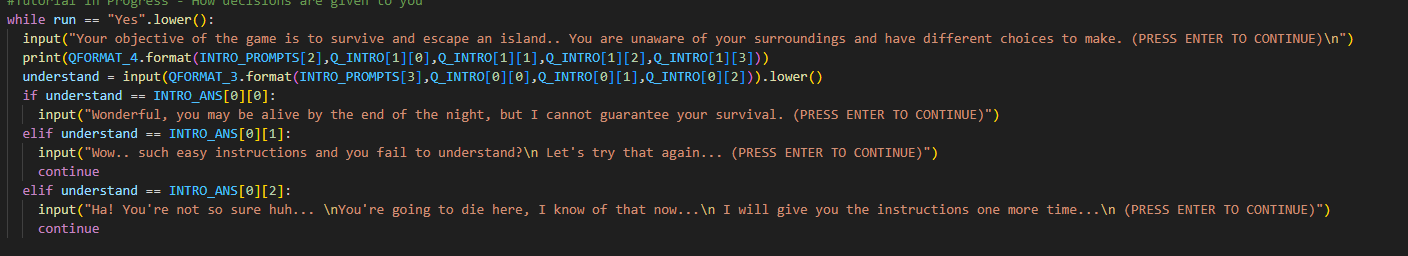 #Tutorial in Progress - How decisions are given to you
while run == "Yes".lower():
input("Your objective of the game is to survive and escape an island.. You are unaware of your surroundings and have different choices to make. (PRESS ENTER TO CONTINUE)\n")
print(QFORMAT_4.format(INTRO_PROMPTS[2],Q_INTRO[1][0],Q_INTRO[1][1],Q_INTRO[1][2],Q_INTRO[1][3]))
understand = input(QFORMAT_3.format(INTRO_PROMPTS[3],Q_INTRO[0][0],Q_INTRO[0][1],Q_INTRO[0][2])).lower()
if understand == INTRO_ANS[0][0]:
input("Wonderful, you may be alive by the end of the night, but I cannot guarantee your survival. (PRESS ENTER TO CONTINUE)")
elif understand == INTRO_ANS[0][1]:
input("Wow.. such easy instructions and you fail to understand?\n Let's try that again... (PRESS ENTER TO CONTINUE)")
continue
elif understand == INTRO_ANS[0][2]:
input("Ha! You're not so sure huh... \nYou're going to die here, I know of that now...\n I will give you the instructions one more time...\n (PRESS ENTER TO CONTINUE)")
continue